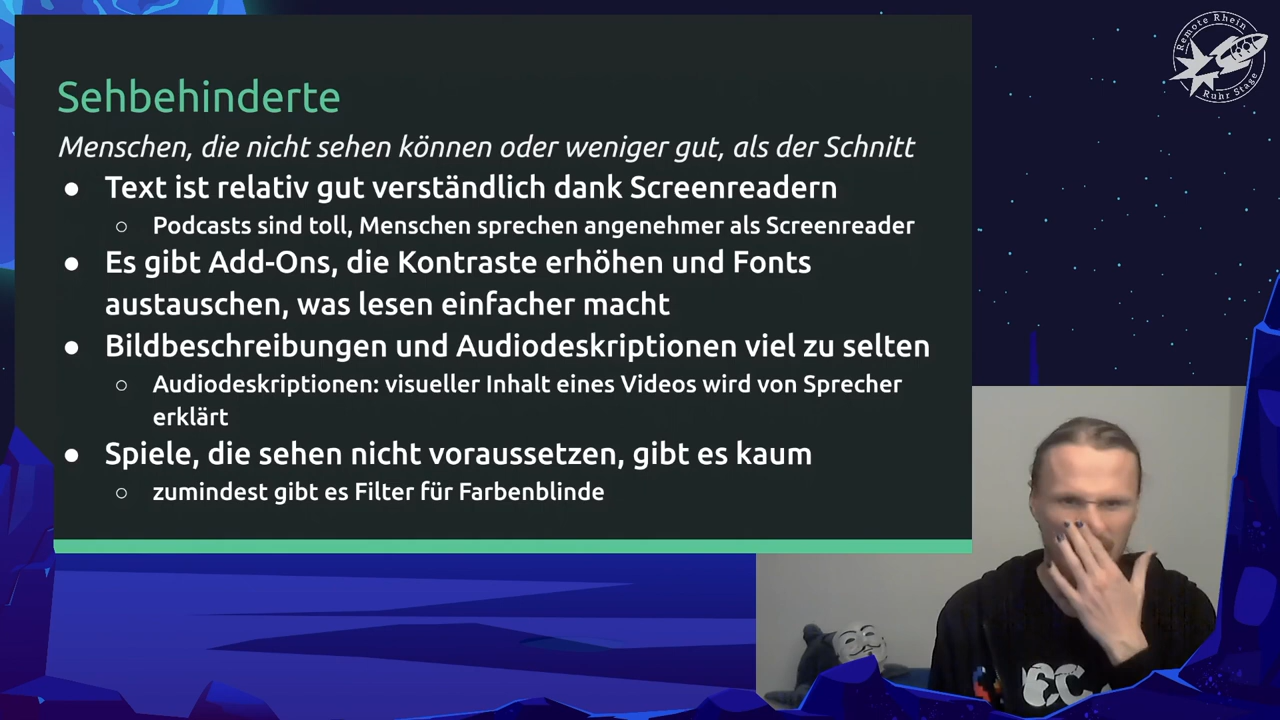 Sehbehinderte
Menschen, die nicht sehen können oder weniger gut, als der Schnitt
● Text ist relativ gut verständlich dank Screenreadern
○ Podcasts sind toll, Menschen sprechen angenehmer als Screenreader
● Es gibt Add-Ons, die Kontraste erhöhen und Fonts
austauschen, was lesen einfacher macht
● Bildbeschreibungen und Audiodeskriptionen viel zu selten
○ Audiodeskriptionen: visueller Inhalt eines Videos wird von Sprecher
erklärt
● Spiele, die sehen nicht voraussetzen, gibt es kaum
○ zumindest gibt es Filter für Farbenblinde
Remote Rhein
Ruhr Stage